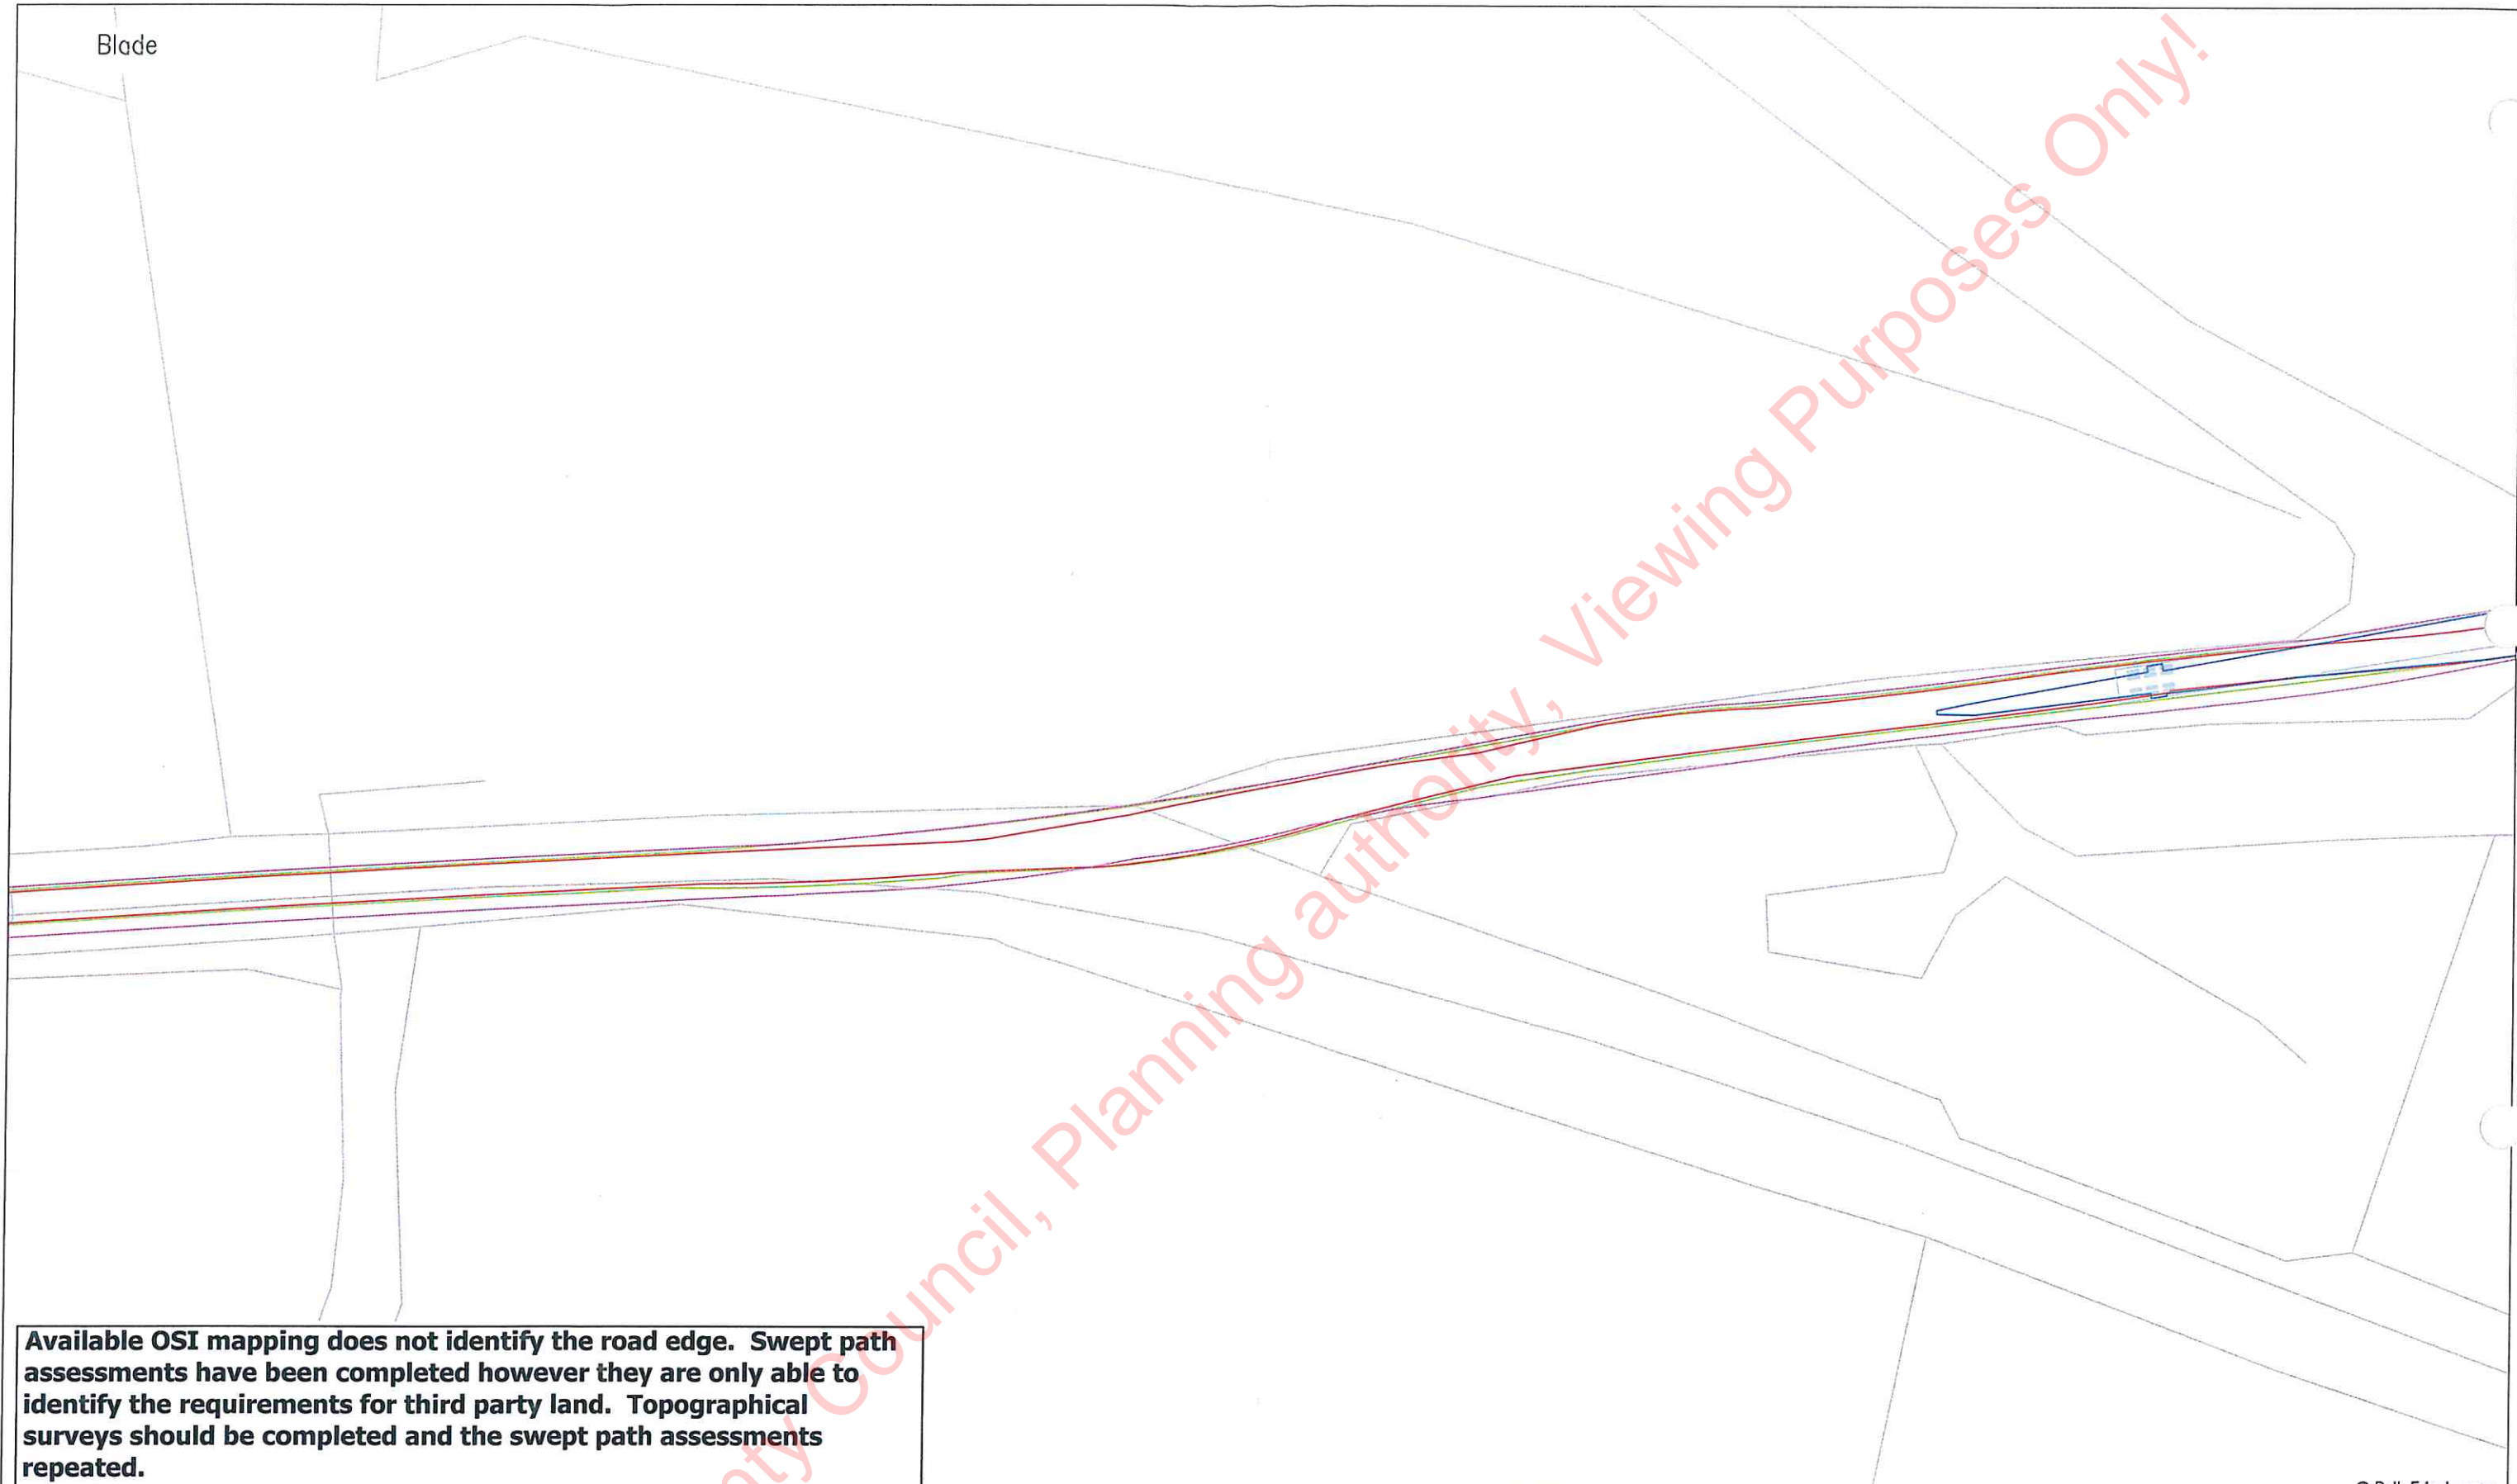 Blade
County Council, Planning authority, Viewing Purposes Only!
Available OSI mapping does not identify the road edge. Swept path
assessments have been completed however they are only able to
identify the requirements for third party land. Topographical
surveys should be completed and the swept path assessments
repeated.